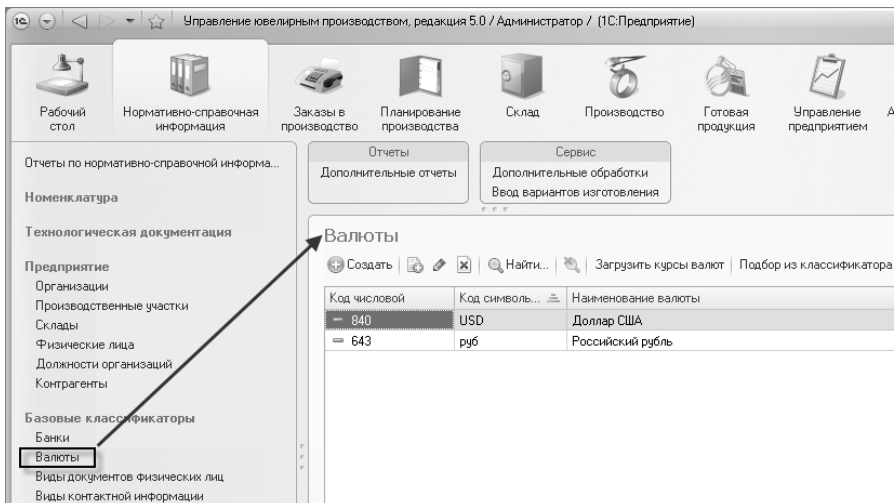 Управление ювелирным производством, редакция 5.0 / Администратор / (1С:Предприятие)
Рабочий стол
Нормативно-справочная информация
Заказы в производство
Планирование производства
Склад
Производство
Готовая продукция
Управление предприятием
А
Отчеты по нормативно-справочной информа...
Номенклатура
Технологическая документация
Предприятие
Организации
Производственные участки
Склады
Физические лица
Должности организаций
Контрагенты
Базовые классификаторы
Банки
Валюты
Виды документов физических лиц
Виды контактной информации
Отчеты
Дополнительные отчеты
Сервис
Дополнительные обработки
Ввод вариантов изготовления
Валюты
Создать Найти... Загрузить курсы валют Подбор из классификатора
Код числовой Код символь... Наименование валюты
840 USD Доллар США
643 руб Российский рубль